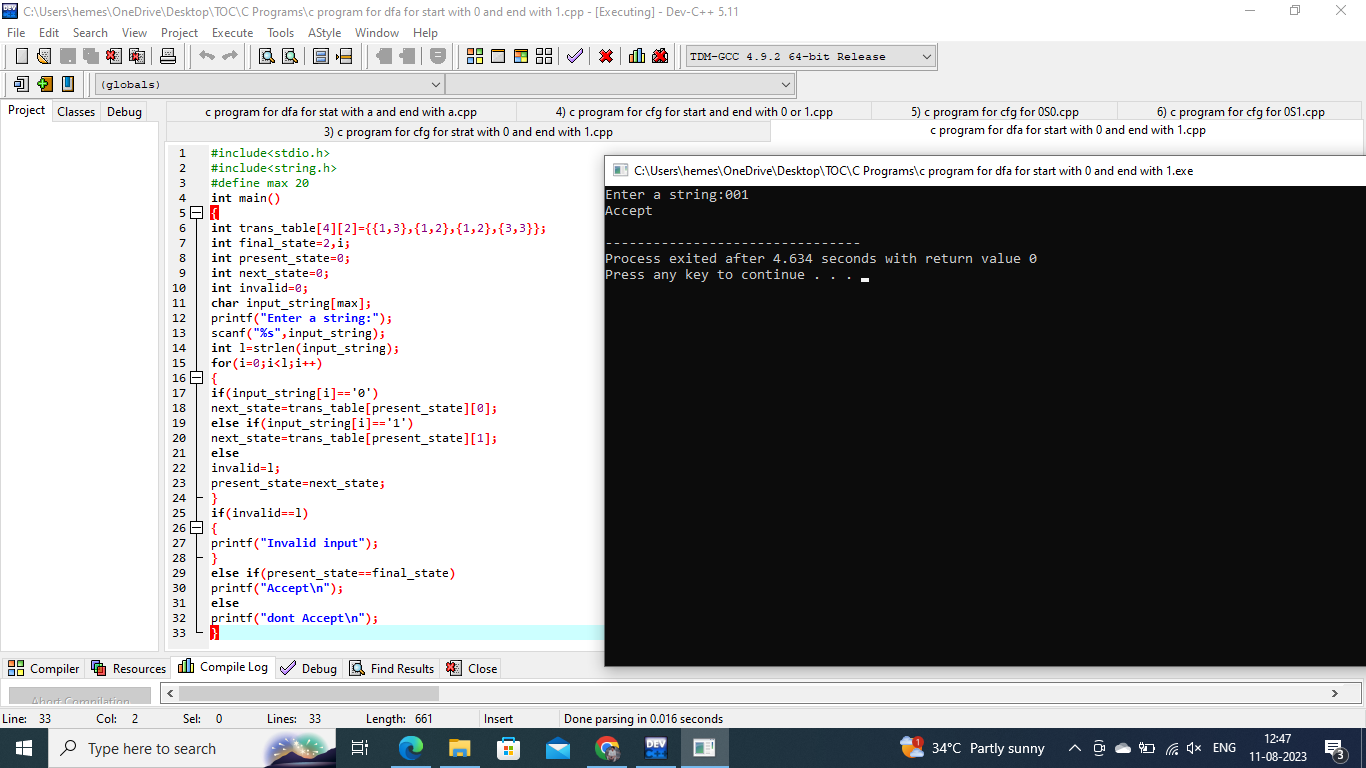 C:\Users\hemes\OneDrive\Desktop\TOC\C Programs\c program for dfa for start with 0 and end with 1.cpp - [Executing] - Dev-C++ 5.11
File Edit Search View Project Execute Tools AStyle Window Help
TDM-GCC 4.9.2 64-bit Release
(globals)
Project Classes Debug
c program for dfa for stat with a and end with a.cpp 4) c program for cfg for start and end with 0 or 1.cpp 5) c program for cfg for 0S0.cpp 6) c program for cfg for 0S1.cpp
3) c program for cfg for strat with 0 and end with 1.cpp c program for dfa for start with 0 and end with 1.cpp
1 #include<stdio.h>
2 #include<string.h>
3 #define max 20
4 int main()
5 {
6 int trans_table[4][2]={{1,3},{1,2},{1,2},{3,3}};
7 int final_state=2,i;
8 int present_state=0;
9 int next_state=0;
10 int invalid=0;
11 char input_string[max];
12 printf("Enter a string:");
13 scanf("%s",input_string);
14 int l=strlen(input_string);
15 for(i=0;i<l;i++)
16 {
17 if(input_string[i]=='0')
18 next_state=trans_table[present_state][0];
19 else if(input_string[i]=='1')
20 next_state=trans_table[present_state][1];
21 else
22 invalid=l;
23 present_state=next_state;
24 }
25 if(invalid==l)
26 {
27 printf("Invalid input");
28 }
29 else if(present_state==final_state)
30 printf("Accept\n");
31 else
32 printf("dont Accept\n");
33 }
C:\Users\hemes\OneDrive\Desktop\TOC\C Programs\c program for dfa for start with 0 and end with 1.exe
Enter a string:001
Accept
--------------------------------
Process exited after 4.634 seconds with return value 0
Press any key to continue . . .
Compiler Resources Compile Log Debug Find Results Close
Abort Compilation
Line: 33 Col: 2 Sel: 0 Lines: 33 Length: 661 Insert Done parsing in 0.016 seconds
Type here to search
DEV
1
34°C Partly sunny
ENG
12:47
11-08-2023
3